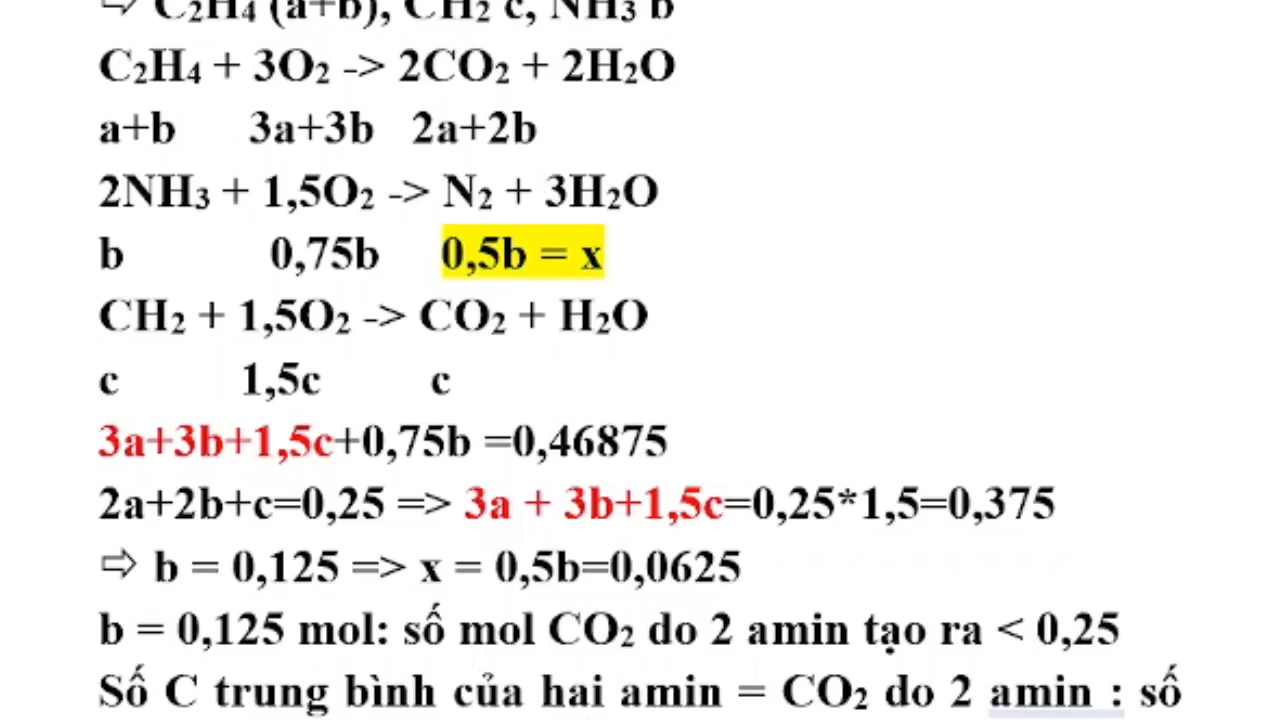 ⇨ C₂H₄ (a+b), CH₂ c, NH₃ b
C₂H₄ + 3O₂ -> 2CO₂ + 2H₂O
a+b 3a+3b 2a+2b
2NH₃ + 1,5O₂ -> N₂ + 3H₂O
b 0,75b 0,5b = x
CH₂ + 1,5O₂ -> CO₂ + H₂O
c 1,5c c
3a+3b+1,5c+0,75b =0,46875
2a+2b+c=0,25 => 3a + 3b+1,5c=0,25*1,5=0,375
⇨ b = 0,125 => x = 0,5b=0,0625
b = 0,125 mol: số mol CO₂ do 2 amin tạo ra < 0,25
Số C trung bình của hai amin = CO₂ do 2 amin : số